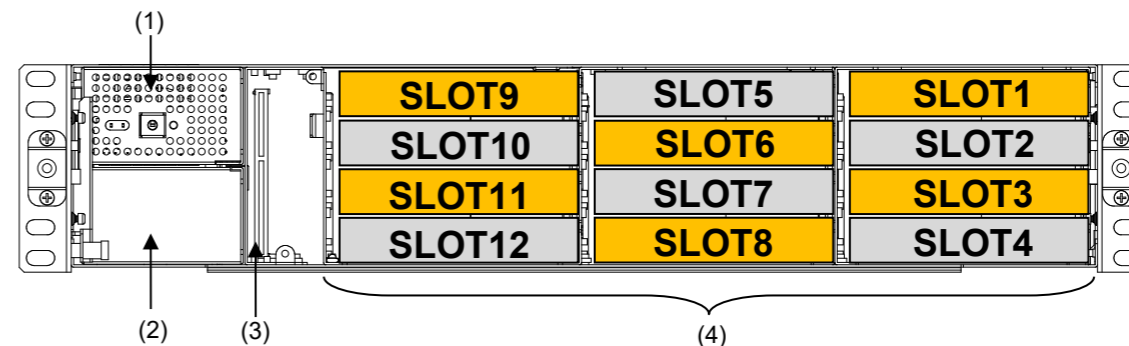 (1)
SLOT9 SLOT5 SLOT1
SLOT10 SLOT6 SLOT2
SLOT11 SLOT7 SLOT3
SLOT12 SLOT8 SLOT4
(2) (3) (4)